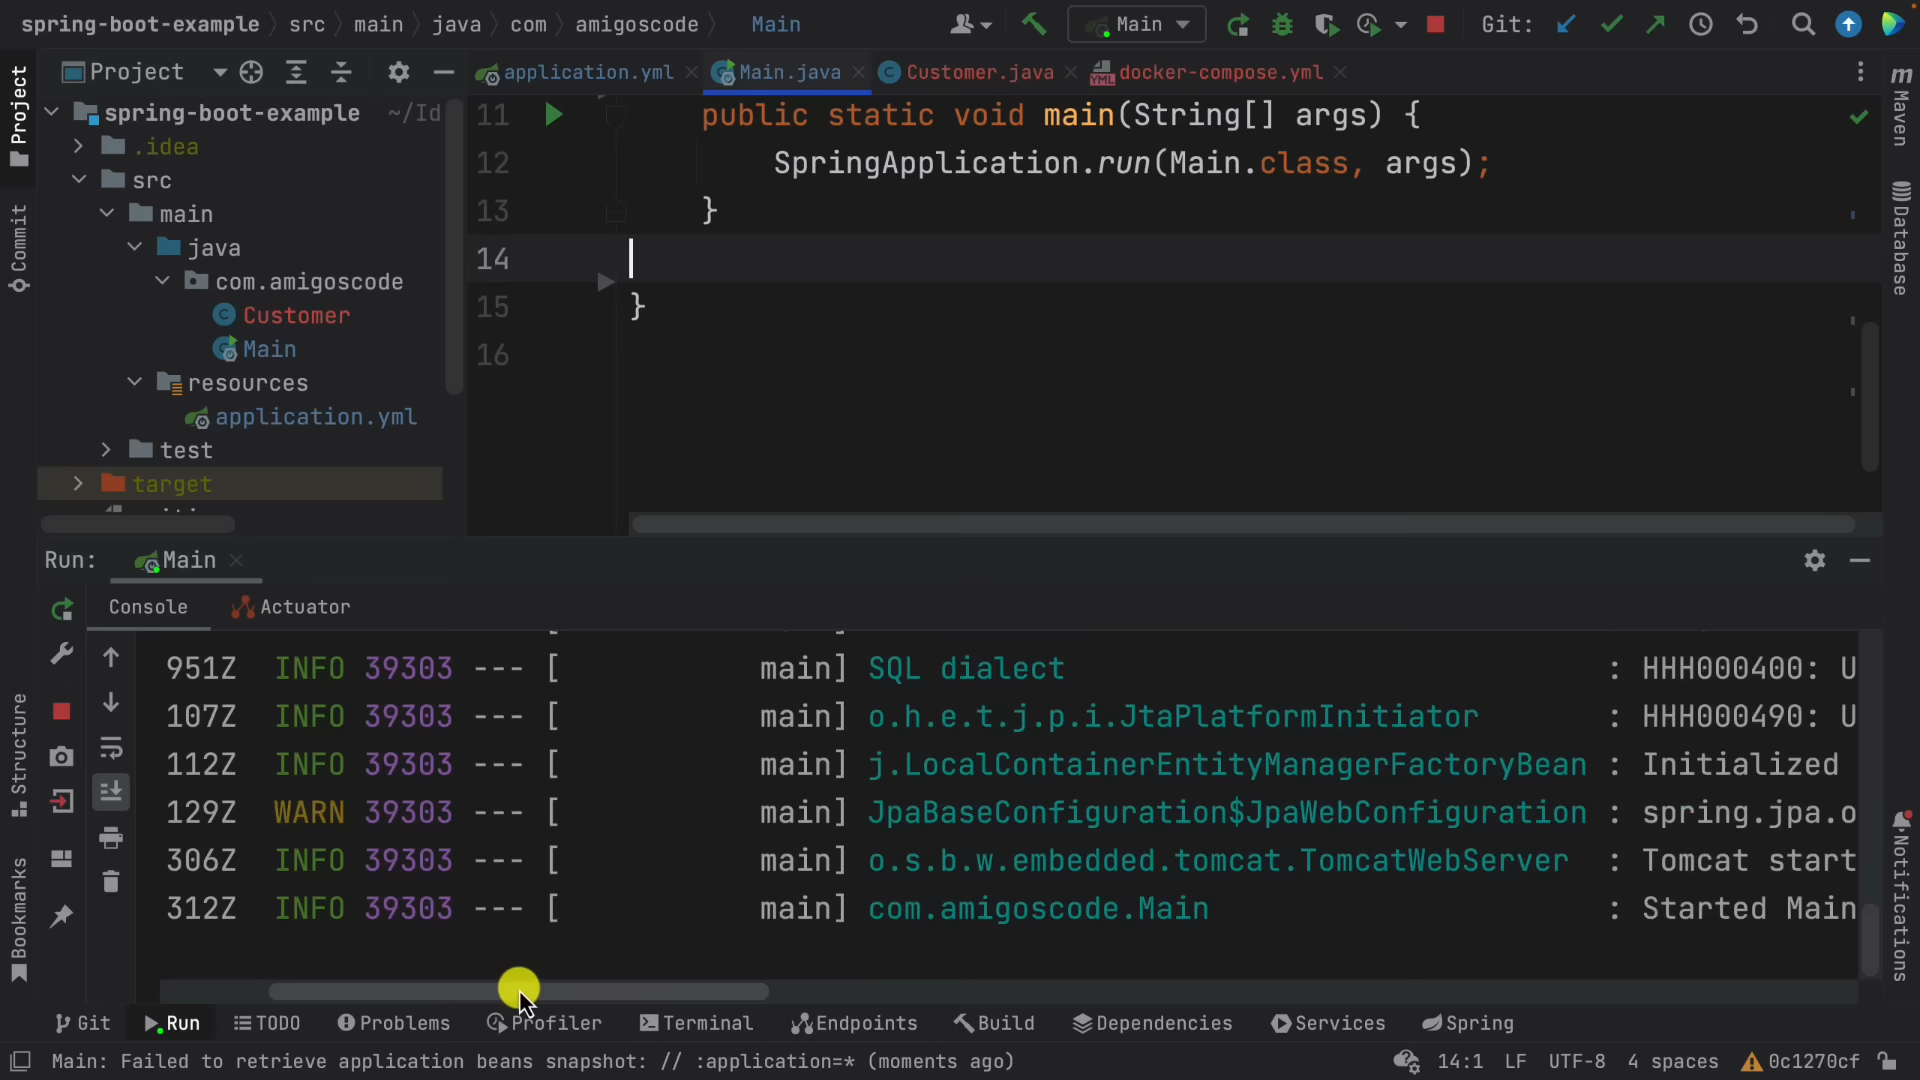 spring-boot-example src main java com amigoscode Main Main Git:
Project application.yml Main.java Customer.java docker-compose.yml
spring-boot-example ~/Id
.idea
src
main
java
com.amigoscode
Customer
Main
resources
application.yml
test
target
11 public static void main(String[] args) {
12 SpringApplication.run(Main.class, args);
13 }
14
15 }
16
Run: Main
Console Actuator
951Z INFO 39303 --- [ main] SQL dialect : HHH000400: U
107Z INFO 39303 --- [ main] o.h.e.t.j.p.i.JtaPlatformInitiator : HHH000490: U
112Z INFO 39303 --- [ main] j.LocalContainerEntityManagerFactoryBean : Initialized
129Z WARN 39303 --- [ main] JpaBaseConfiguration$JpaWebConfiguration : spring.jpa.o
306Z INFO 39303 --- [ main] o.s.b.w.embedded.tomcat.TomcatWebServer : Tomcat start
312Z INFO 39303 --- [ main] com.amigoscode.Main : Started Main
Git Run TODO Problems Profiler Terminal Endpoints Build Dependencies Services Spring
Main: Failed to retrieve application beans snapshot: // :application=* (moments ago) 14:1 LF UTF-8 4 spaces 0c1270cf
Project
Commit
Structure
Bookmarks
m
Maven
Database
Notifications